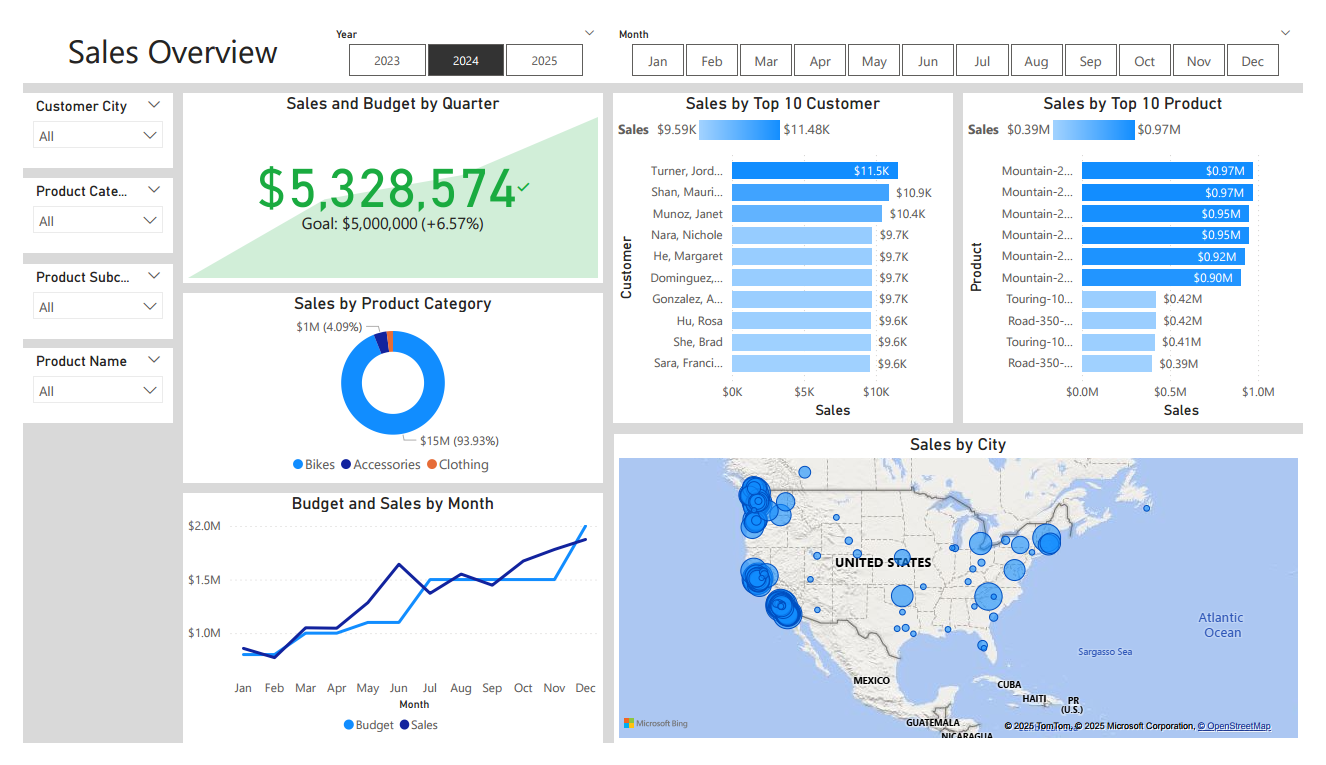 Sales Overview
Year
2023
2024
2025
Month
Jan
Feb
Mar
Apr
May
Jun
Jul
Aug
Sep
Oct
Nov
Dec
Customer City
All
Product Cate...
All
Product Subc...
All
Product Name
All
Sales and Budget by Quarter
$5,328,574
Goal: $5,000,000 (+6.57%)
Sales by Product Category
$1M (4.09%)
$15M (93.93%)
Bikes Accessories Clothing
Budget and Sales by Month
$2.0M
$1.5M
$1.0M
Jan Feb Mar Apr May Jun Jul Aug Sep Oct Nov Dec
Month
Budget Sales
Sales by Top 10 Customer
Sales $9.59K $11.48K
Customer
Turner, Jord... $11.5K
Shan, Mauri... $10.9K
Munoz, Janet $10.4K
Nara, Nichole $9.7K
He, Margaret $9.7K
Dominguez,... $9.7K
Gonzalez, A... $9.7K
Hu, Rosa $9.6K
She, Brad $9.6K
Sara, Franci... $9.6K
$0K $5K $10K
Sales
Sales by Top 10 Product
Sales $0.39M $0.97M
Product
Mountain-2... $0.97M
Mountain-2... $0.97M
Mountain-2... $0.95M
Mountain-2... $0.95M
Mountain-2... $0.92M
Mountain-2... $0.90M
Touring-10... $0.42M
Road-350-... $0.42M
Touring-10... $0.41M
Road-350-... $0.39M
$0.0M $0.5M $1.0M
Sales
Sales by City
UNITED STATES
Atlantic
Ocean
Sargasso Sea
MEXICO
CUBA
HAITI
PR
(U.S.)
GUATEMALA
NICARAGUA
Microsoft Bing
© 2025 TomTom, © 2025 Microsoft Corporation, © OpenStreetMap